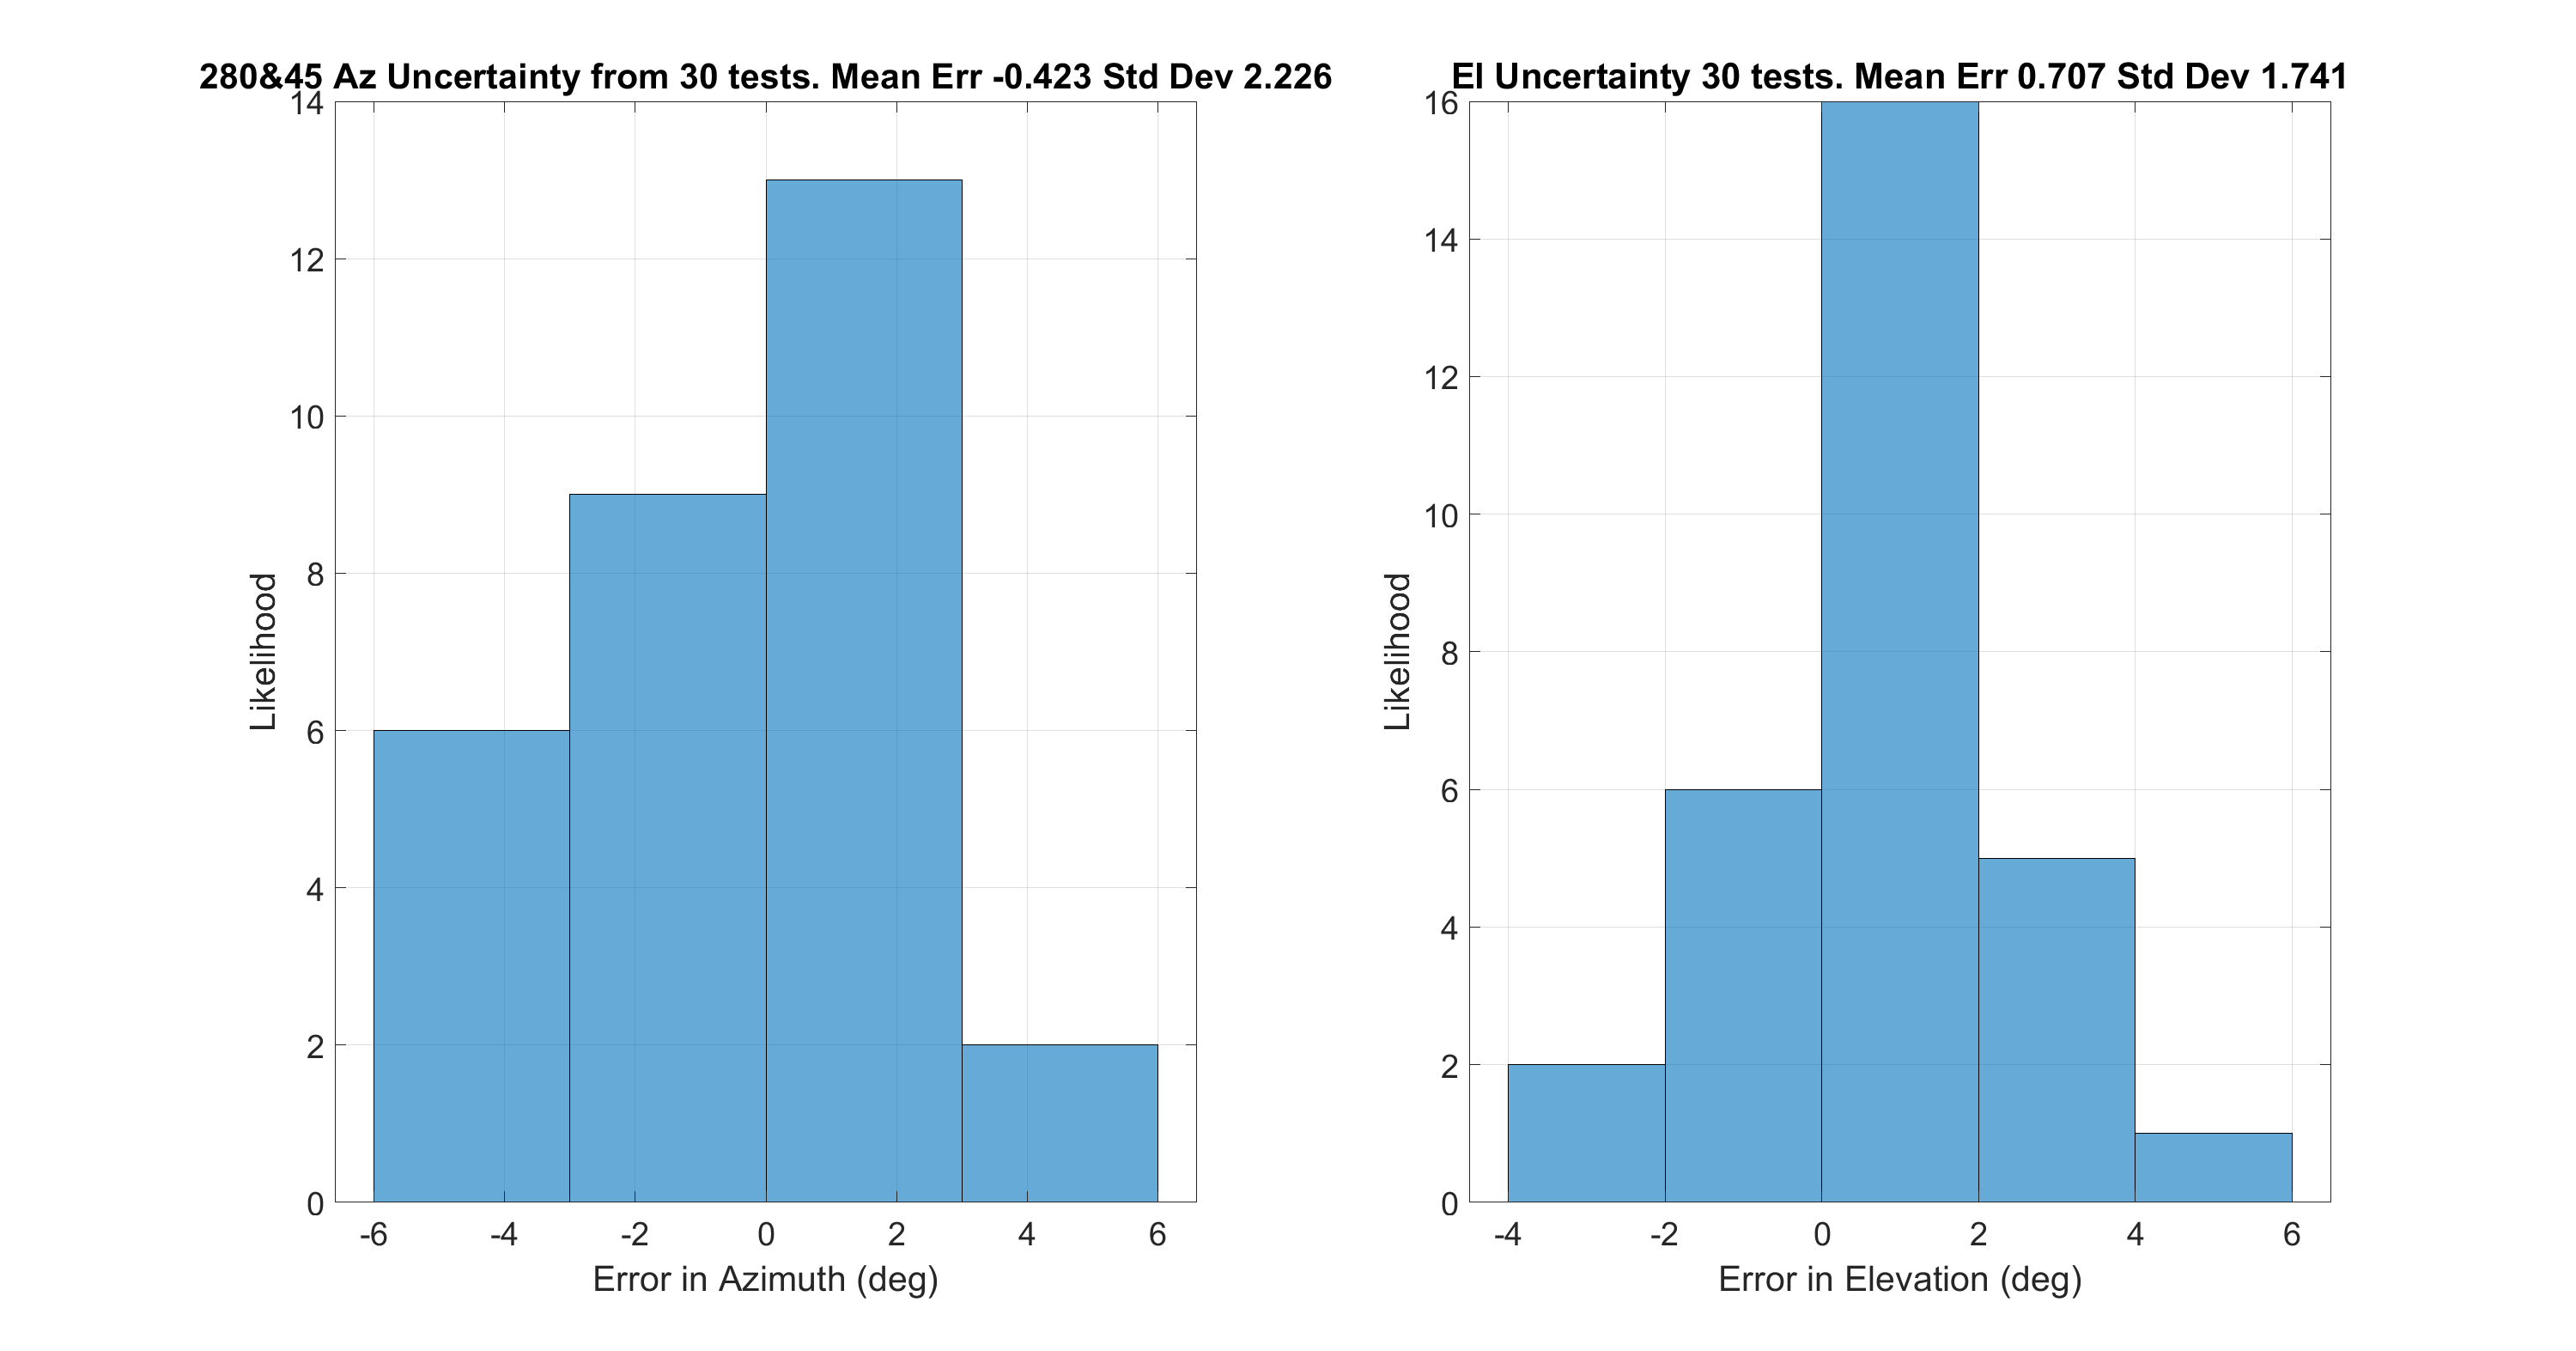 280&45 Az Uncertainty from 30 tests. Mean Err -0.423 Std Dev 2.226
14
12
10
8
6
4
2
0
Likelihood
-6 -4 -2 0 2 4 6
Error in Azimuth (deg)
El Uncertainty 30 tests. Mean Err 0.707 Std Dev 1.741
16
14
12
10
8
6
4
2
0
Likelihood
-4 -2 0 2 4 6
Error in Elevation (deg)